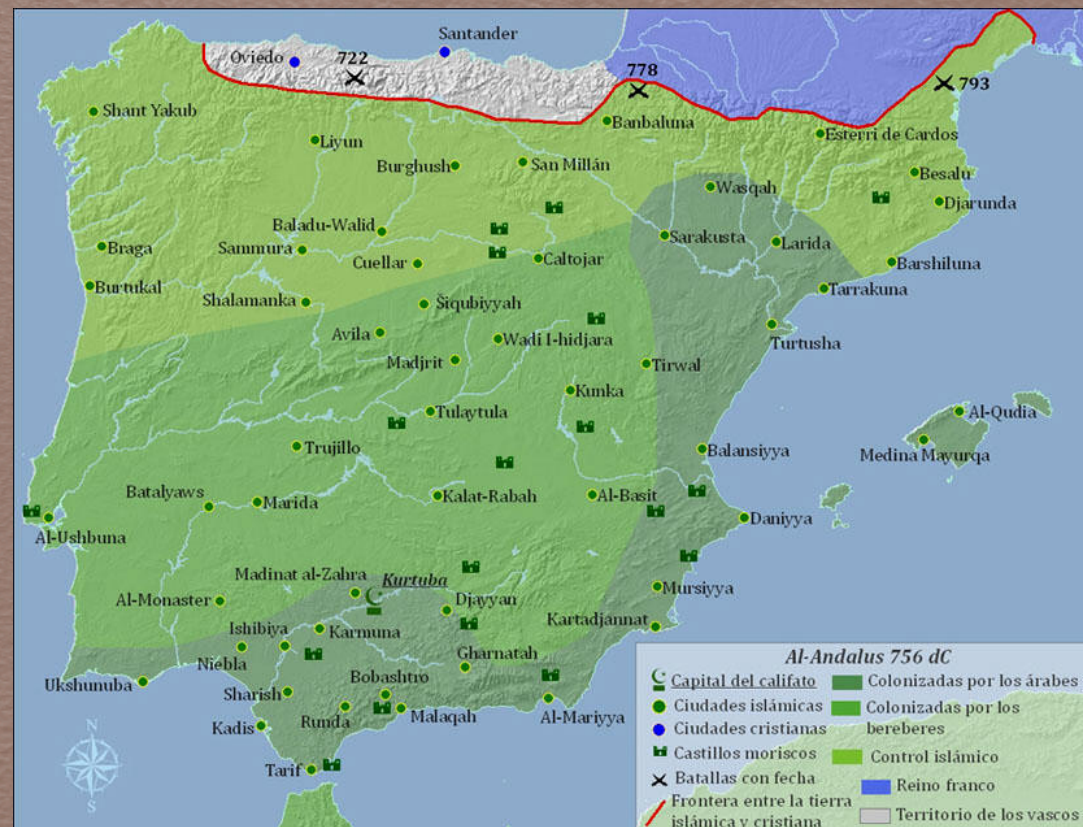 Santander
Oviedo
722
778
793
Shant Yakub
Banbaluna
Esterri de Cardos
Liyun
Burghush
San Millán
Besalu
Wasqah
Djarunda
Baladu-Walid
Braga
Sammura
Sarakusta
Larida
Cuellar
Caltojar
Barshiluna
Burtukal
Shalamanka
Šiqubiyyah
Tarrakuna
Avila
Wadi I-hidjara
Turtusha
Madjrit
Tirwal
Kunka
Tulaytula
Al-Qudia
Trujillo
Balansiyya
Medina Mayurqa
Batalyaws
Marida
Kalat-Rabah
Al-Basit
Al-Ushbuna
Daniyya
Madinat al-Zahra
Kurtuba
Al-Monaster
Djayyan
Mursiyya
Ishibiya
Karmuna
Kartadjannat
Niebla
Gharnatah
Ukshunuba
Sharish
Bobashtro
Runda
Malaqah
Al-Mariyya
Kadis
Tarif
N
W
E
S
Al-Andalus 756 dC
Capital del califato
Ciudades islámicas
Ciudades cristianas
Castillos moriscos
Batallas con fecha
Frontera entre la tierra
islámica y cristiana
Colonizadas por los árabes
Colonizadas por los
bereberes
Control islámico
Reino franco
Territorio de los vascos